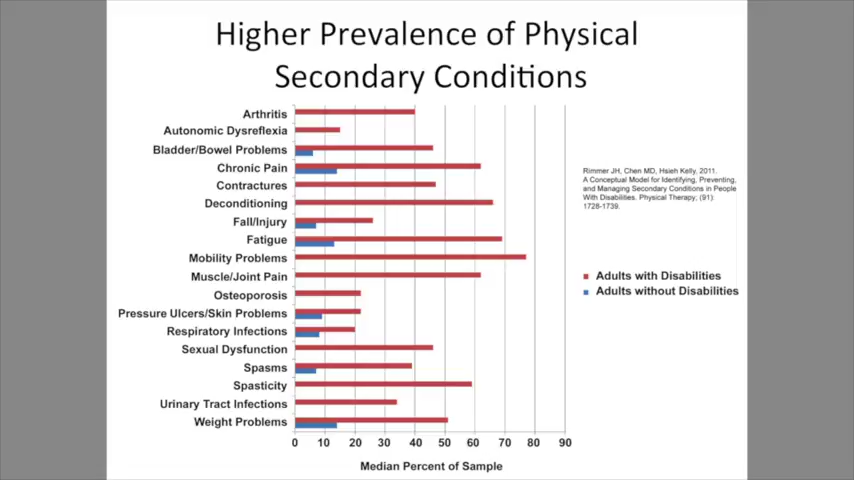 Higher Prevalence of Physical
Secondary Conditions
Arthritis
Autonomic Dysreflexia
Bladder/Bowel Problems
Chronic Pain
Contractures
Deconditioning
Fall/Injury
Fatigue
Mobility Problems
Muscle/Joint Pain
Osteoporosis
Pressure Ulcers/Skin Problems
Respiratory Infections
Sexual Dysfunction
Spasms
Spasticity
Urinary Tract Infections
Weight Problems
0 10 20 30 40 50 60 70 80 90
Median Percent of Sample
Rimmer JH, Chen MD, Hsieh Kelly, 2011.
A Conceptual Model for Identifying, Preventing,
and Managing Secondary Conditions in People
With Disabilities. Physical Therapy; (91):
1728-1739.
Adults with Disabilities
Adults without Disabilities